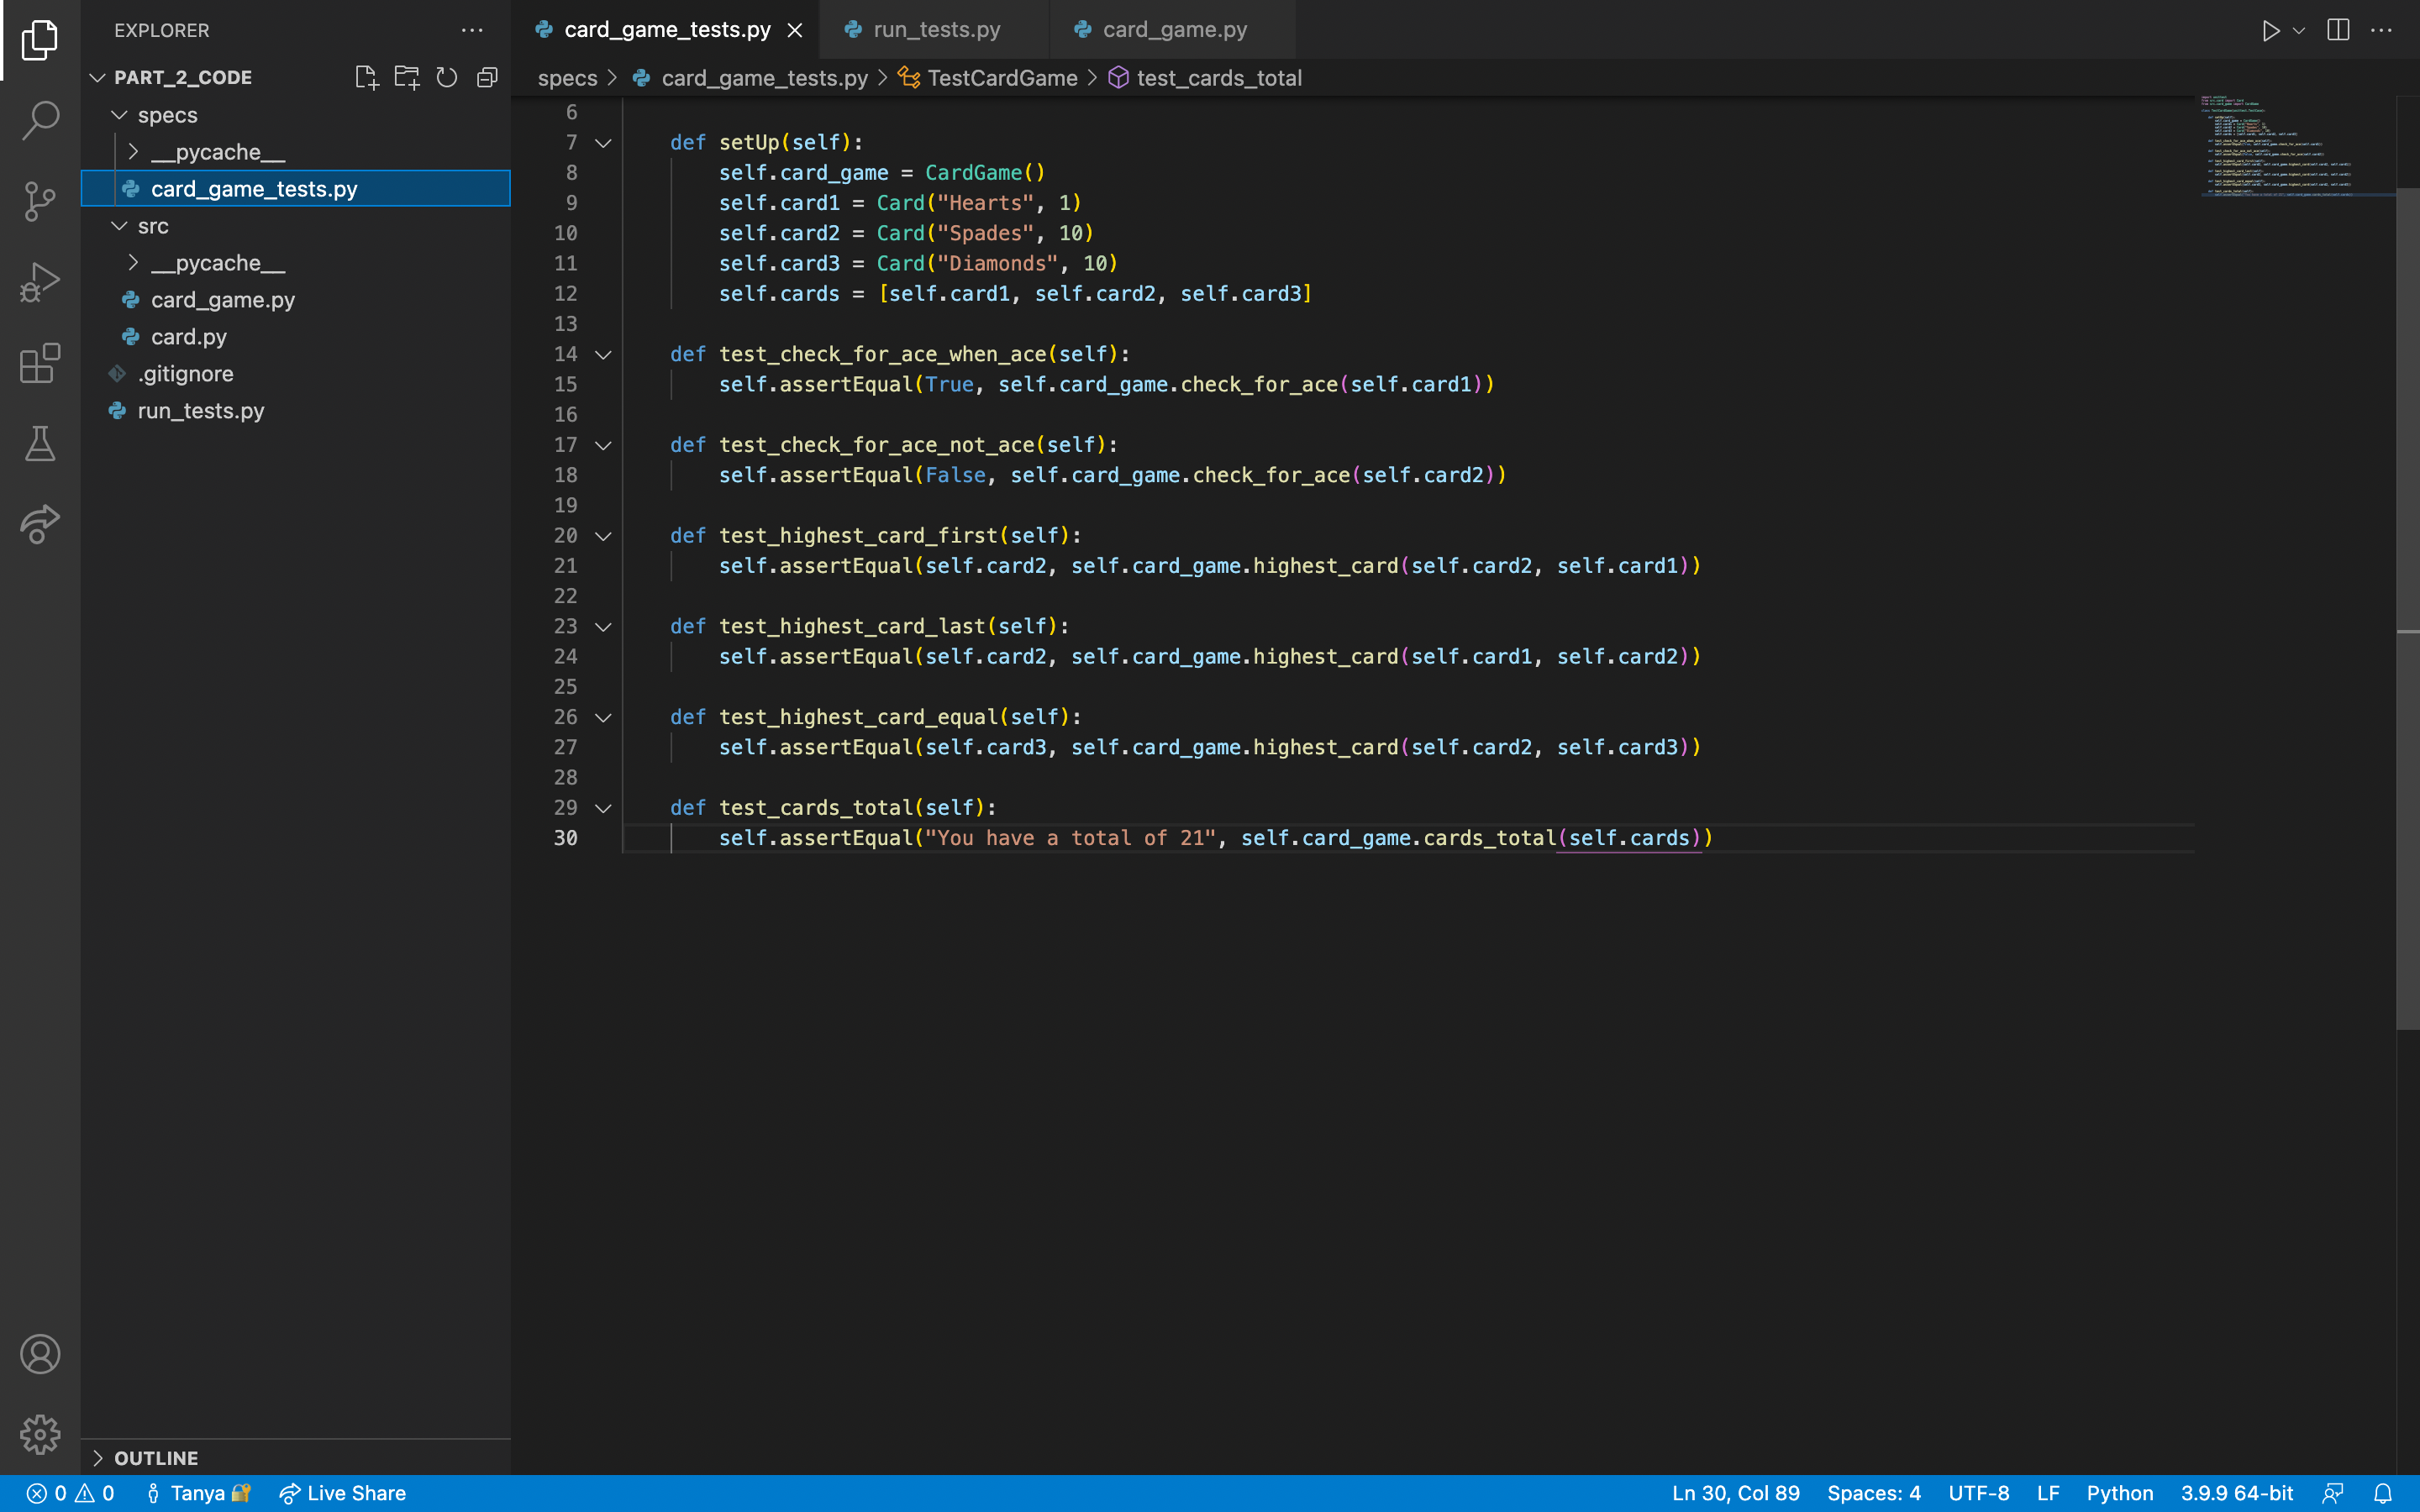 EXPLORER
PART_2_CODE
specs
__pycache__
card_game_tests.py
src
__pycache__
card_game.py
card.py
.gitignore
run_tests.py
OUTLINE
card_game_tests.py run_tests.py card_game.py
specs > card_game_tests.py > TestCardGame > test_cards_total
6
7 def setUp(self):
8 self.card_game = CardGame()
9 self.card1 = Card("Hearts", 1)
10 self.card2 = Card("Spades", 10)
11 self.card3 = Card("Diamonds", 10)
12 self.cards = [self.card1, self.card2, self.card3]
13
14 def test_check_for_ace_when_ace(self):
15 self.assertEqual(True, self.card_game.check_for_ace(self.card1))
16
17 def test_check_for_ace_not_ace(self):
18 self.assertEqual(False, self.card_game.check_for_ace(self.card2))
19
20 def test_highest_card_first(self):
21 self.assertEqual(self.card2, self.card_game.highest_card(self.card2, self.card1))
22
23 def test_highest_card_last(self):
24 self.assertEqual(self.card2, self.card_game.highest_card(self.card1, self.card2))
25
26 def test_highest_card_equal(self):
27 self.assertEqual(self.card3, self.card_game.highest_card(self.card2, self.card3))
28
29 def test_cards_total(self):
30 self.assertEqual("You have a total of 21", self.card_game.cards_total(self.cards))
0 0 Tanya Live Share Ln 30, Col 89 Spaces: 4 UTF-8 LF Python 3.9.9 64-bit